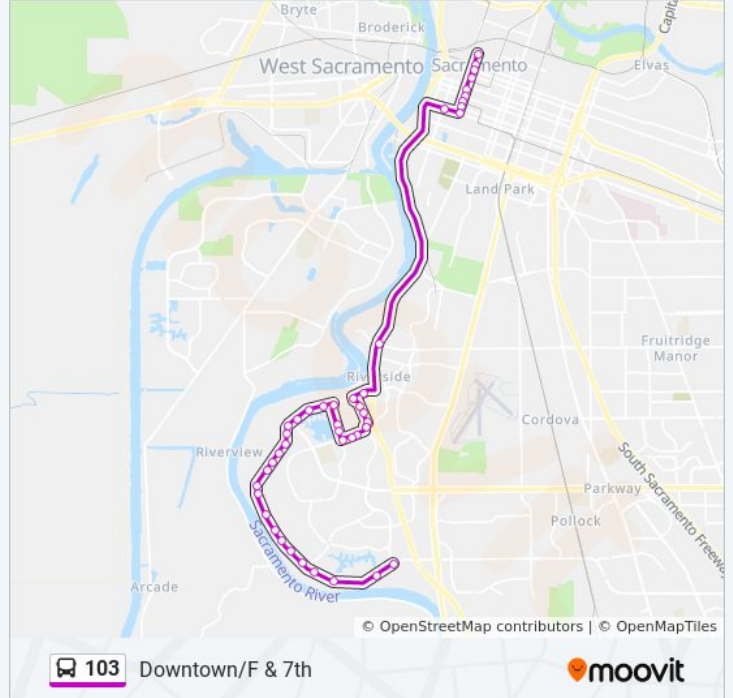 Bryte
Broderick
Capit
West Sacramento
Sacramento
Elvas
Land Park
Fruitridge
Manor
Riverside
Cordova
Riverview
South Sacramento Freeway
Parkway
Pollock
Sacramento River
Arcade
© OpenStreetMap contributors | © OpenMapTiles
103 Downtown/F & 7th
moovit